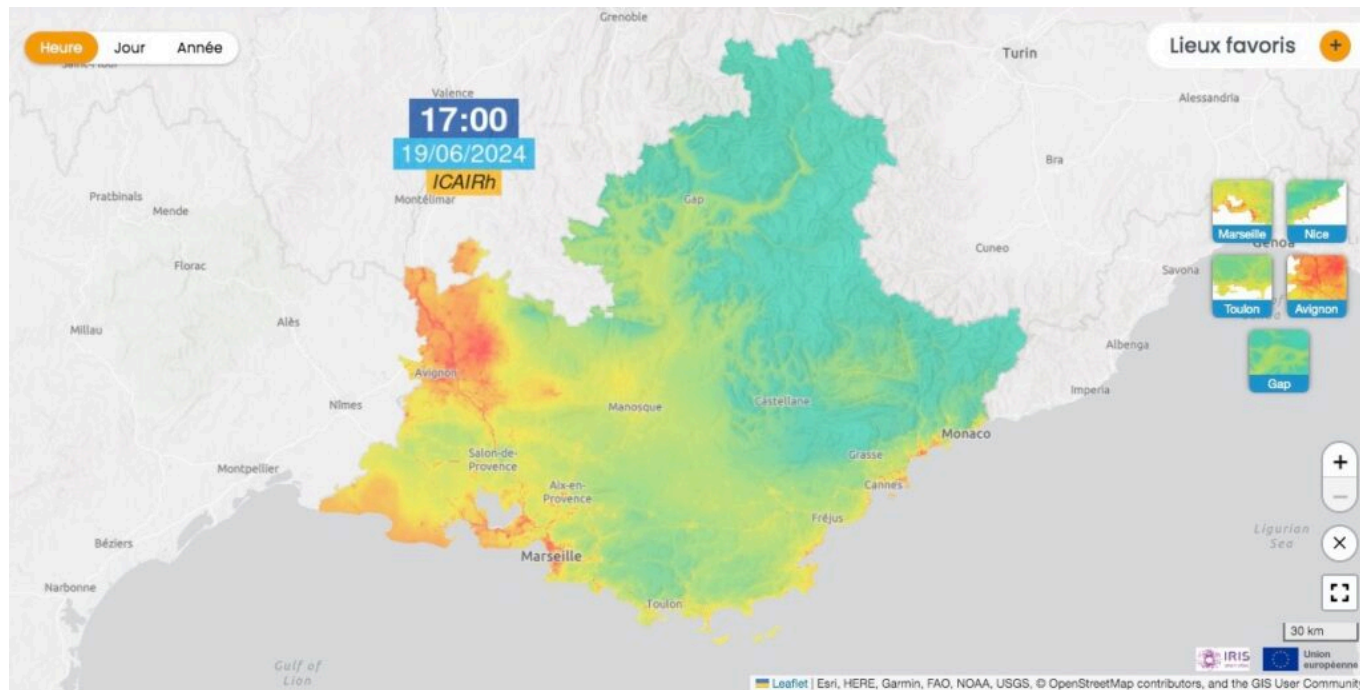 Heure Jour Année
Lieux favoris +
17:00
19/06/2024
ICAIRh
Grenoble
Turin
Valence
Alessandria
Bra
Pratbinals
Mende
Montélimar
Gap
Cuneo
Marseille Nice
Genoa
Florac
Savona
Toulon Avignon
Millau
Alès
Albenga
Avignon
Gap
Imperia
Nîmes
Manosque
Castellane
Monaco
Salon-de-
Provence
Grasse
Montpellier
Aix-en-
Provence
Cannes
Fréjus
Béziers
Marseille
Ligurian
Sea
Narbonne
Toulon
30 km
Gulf of
Lion
IRIS
Union
européenne
Leaflet | Esri, HERE, Garmin, FAO, NOAA, USGS, © OpenStreetMap contributors, and the GIS User Community